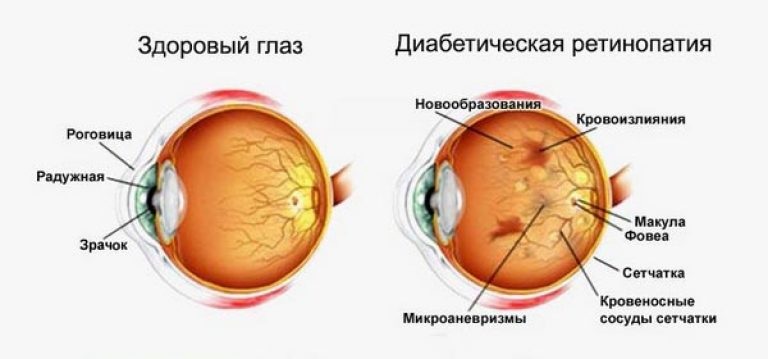 Здоровый глаз
Диабетическая ретинопатия
Роговица
Радужная
Зрачок
Новообразования
Кровоизлияния
Макула
Фовеа
Сетчатка
Кровеносные
сосуды сетчатки
Микроаневризмы